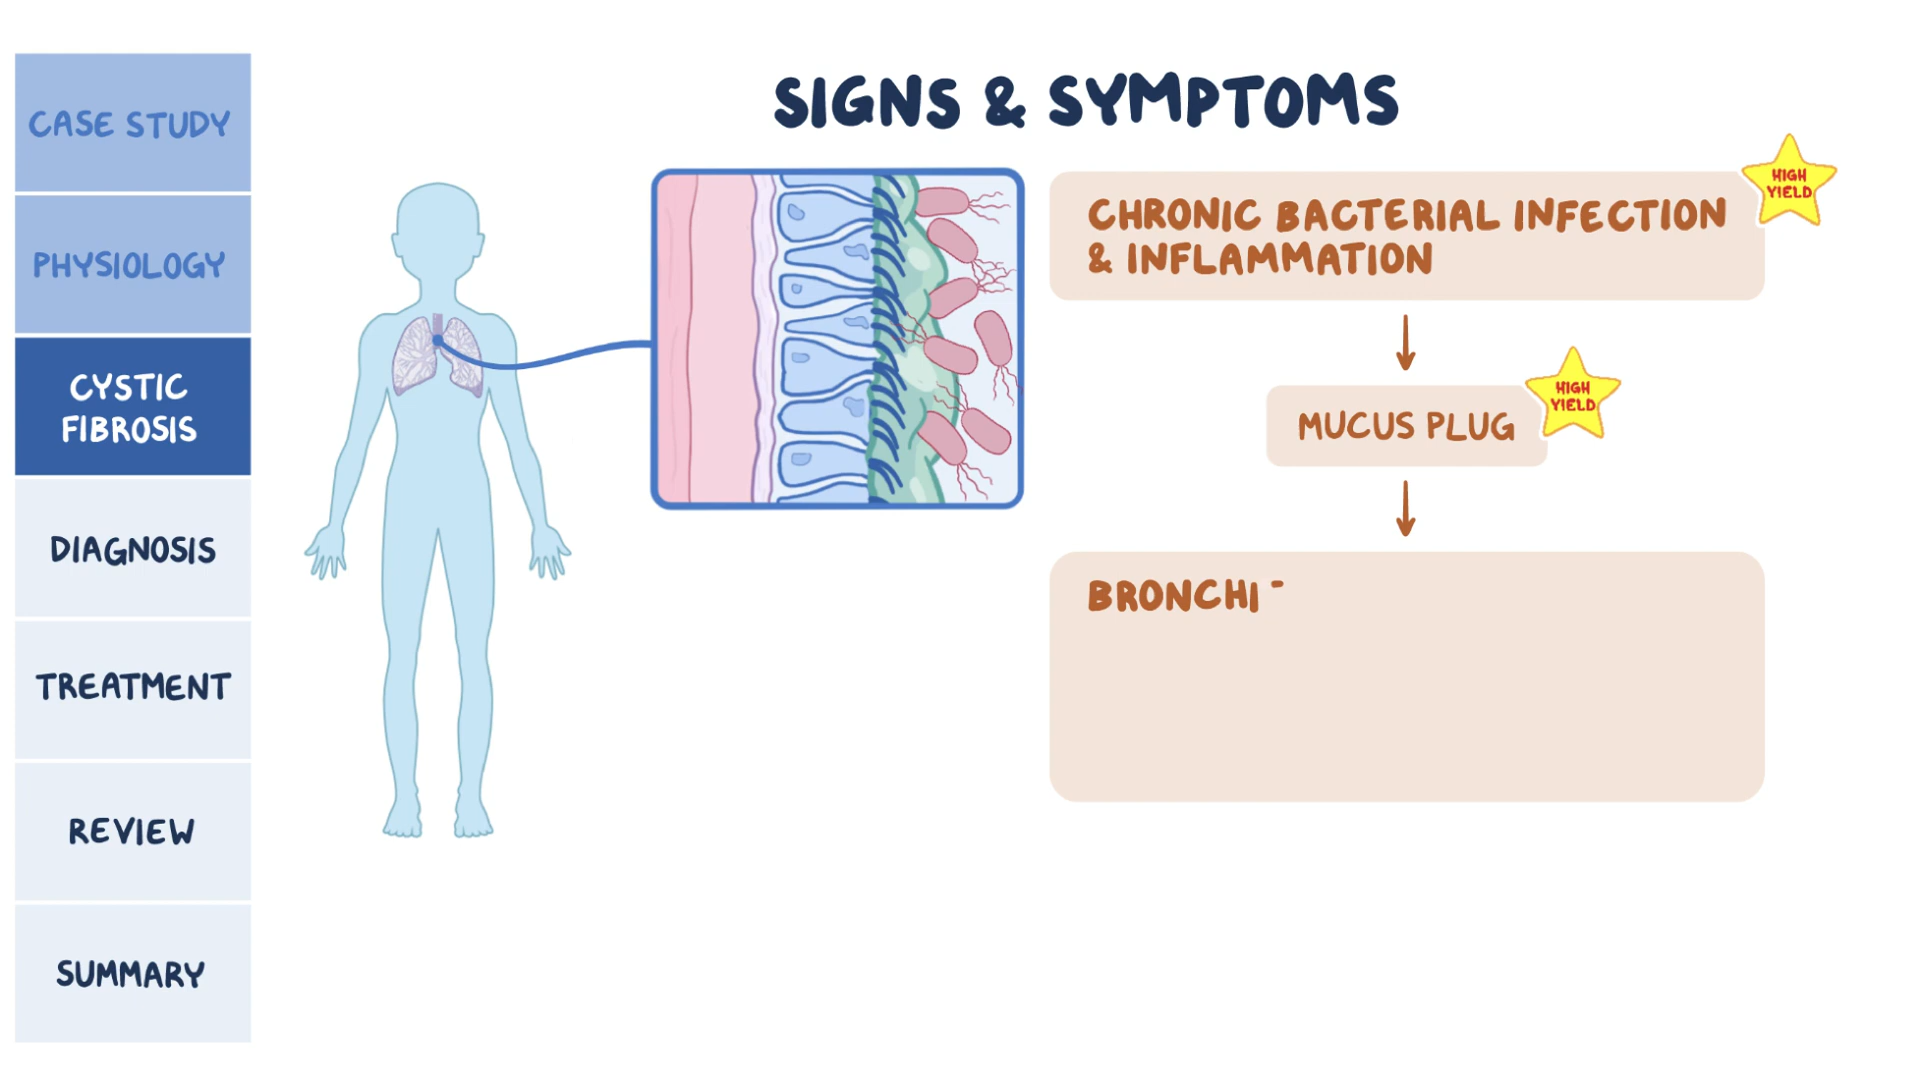 SIGNS & SYMPTOMS
CASE STUDY
PHYSIOLOGY
CYSTIC
FIBROSIS
DIAGNOSIS
TREATMENT
REVIEW
SUMMARY
CHRONIC BACTERIAL INFECTION
& INFLAMMATION
HIGH
YIELD
MUCUS PLUG
HIGH
YIELD
BRONCHI -